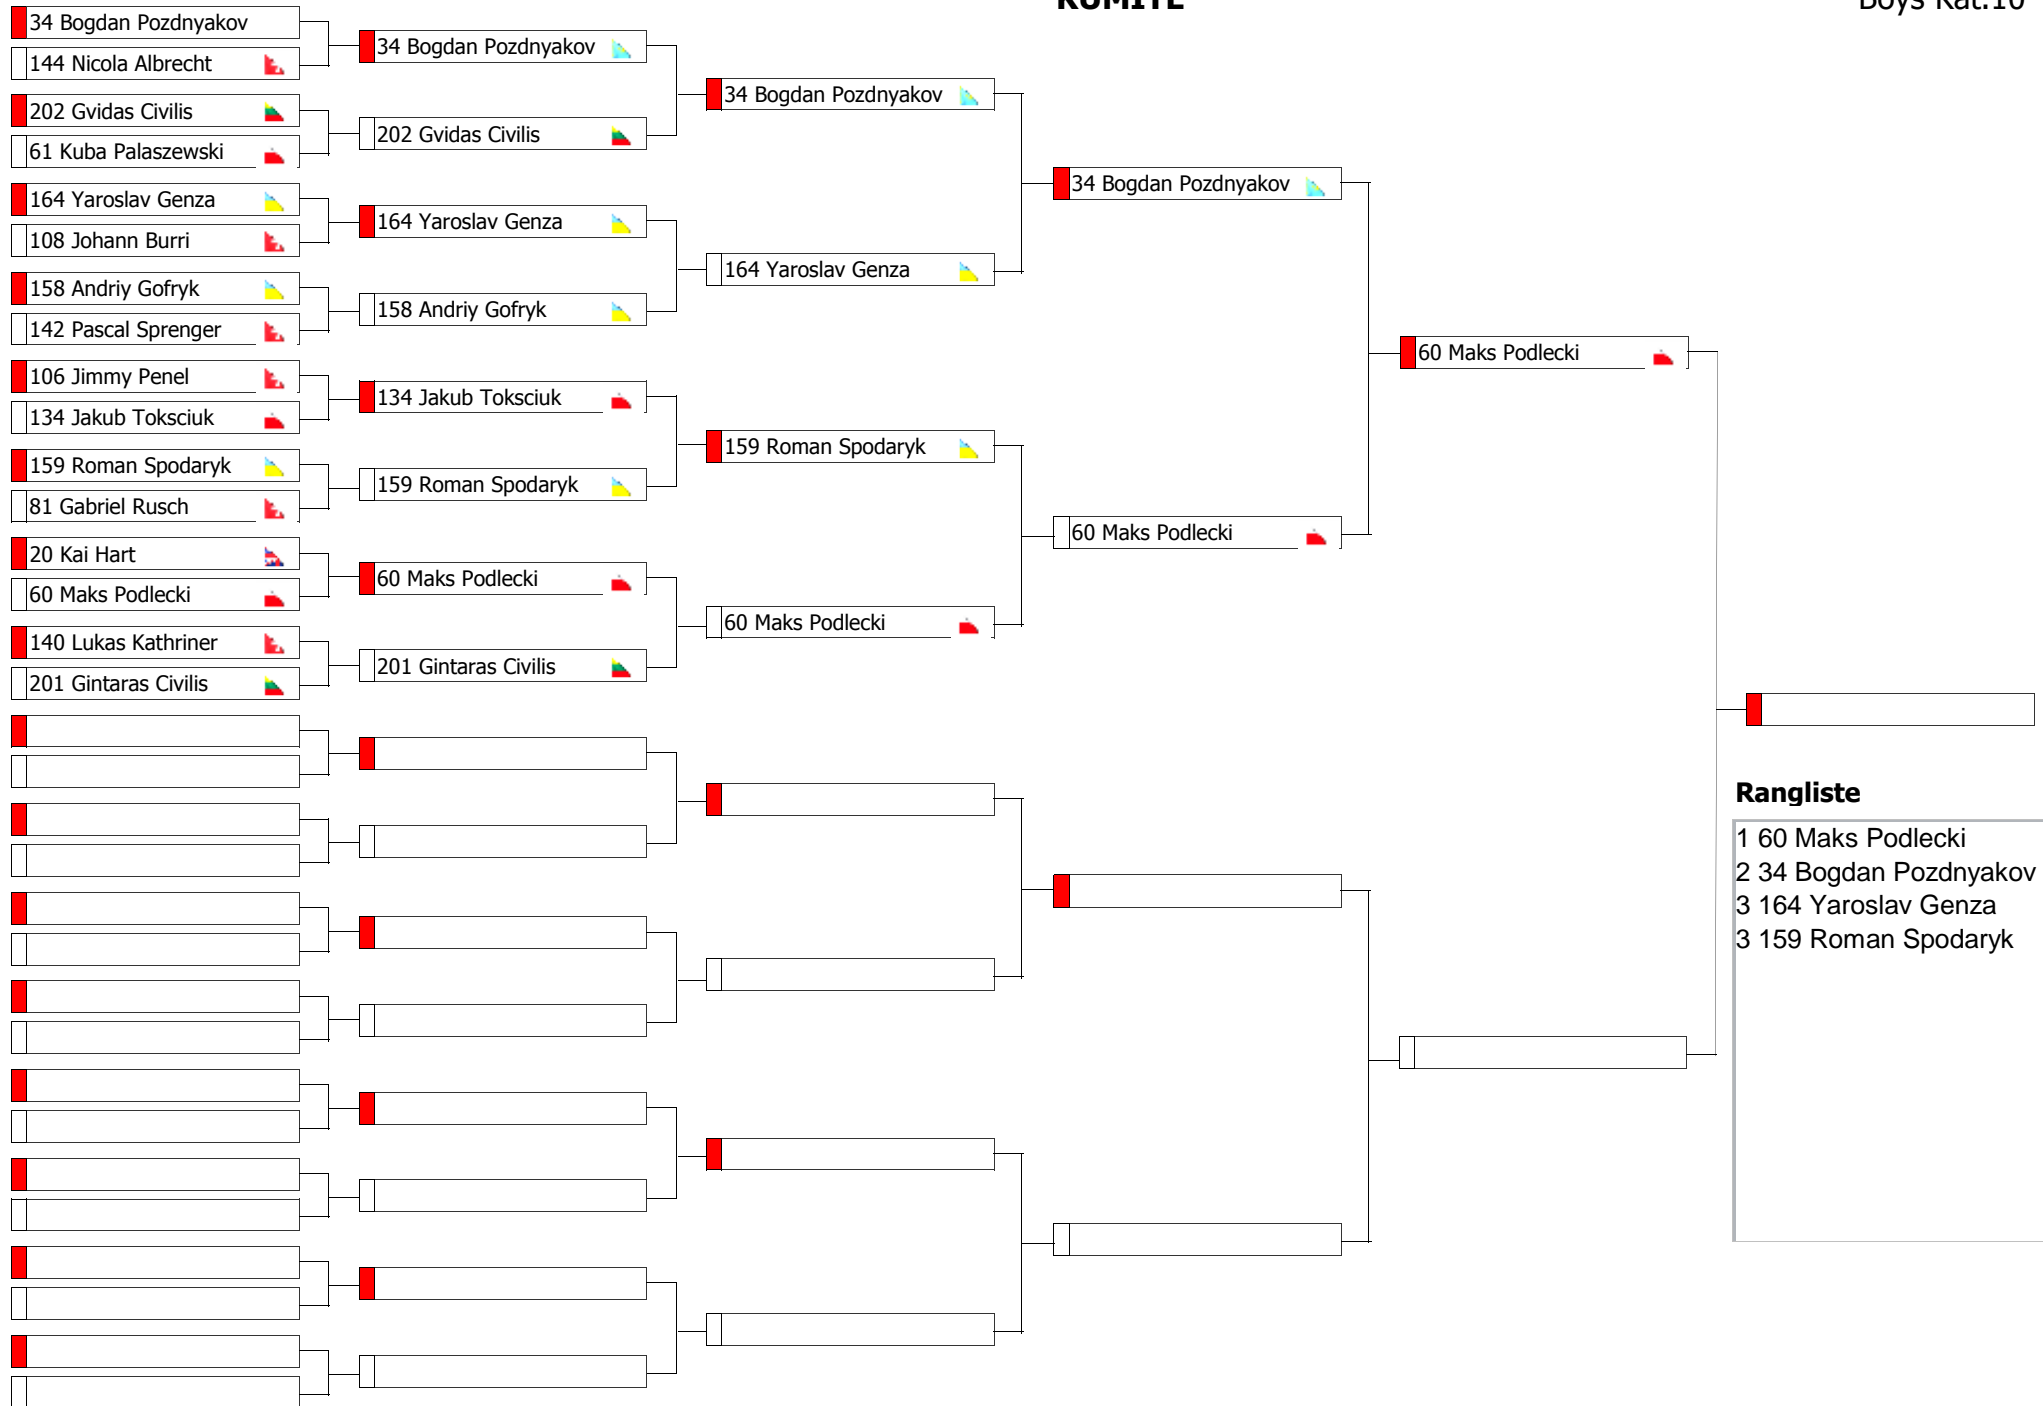 KUMITE
Boys Kat.10
34 Bogdan Pozdnyakov
144 Nicola Albrecht
202 Gvidas Civilis
61 Kuba Palaszewski
164 Yaroslav Genza
108 Johann Burri
158 Andriy Gofryk
142 Pascal Sprenger
106 Jimmy Penel
134 Jakub Toksciuk
159 Roman Spodaryk
81 Gabriel Rusch
20 Kai Hart
60 Maks Podlecki
140 Lukas Kathriner
201 Gintaras Civilis
34 Bogdan Pozdnyakov
202 Gvidas Civilis
164 Yaroslav Genza
158 Andriy Gofryk
134 Jakub Toksciuk
159 Roman Spodaryk
60 Maks Podlecki
201 Gintaras Civilis
34 Bogdan Pozdnyakov
164 Yaroslav Genza
159 Roman Spodaryk
60 Maks Podlecki
34 Bogdan Pozdnyakov
60 Maks Podlecki
60 Maks Podlecki
Rangliste
1 60 Maks Podlecki
2 34 Bogdan Pozdnyakov
3 164 Yaroslav Genza
3 159 Roman Spodaryk